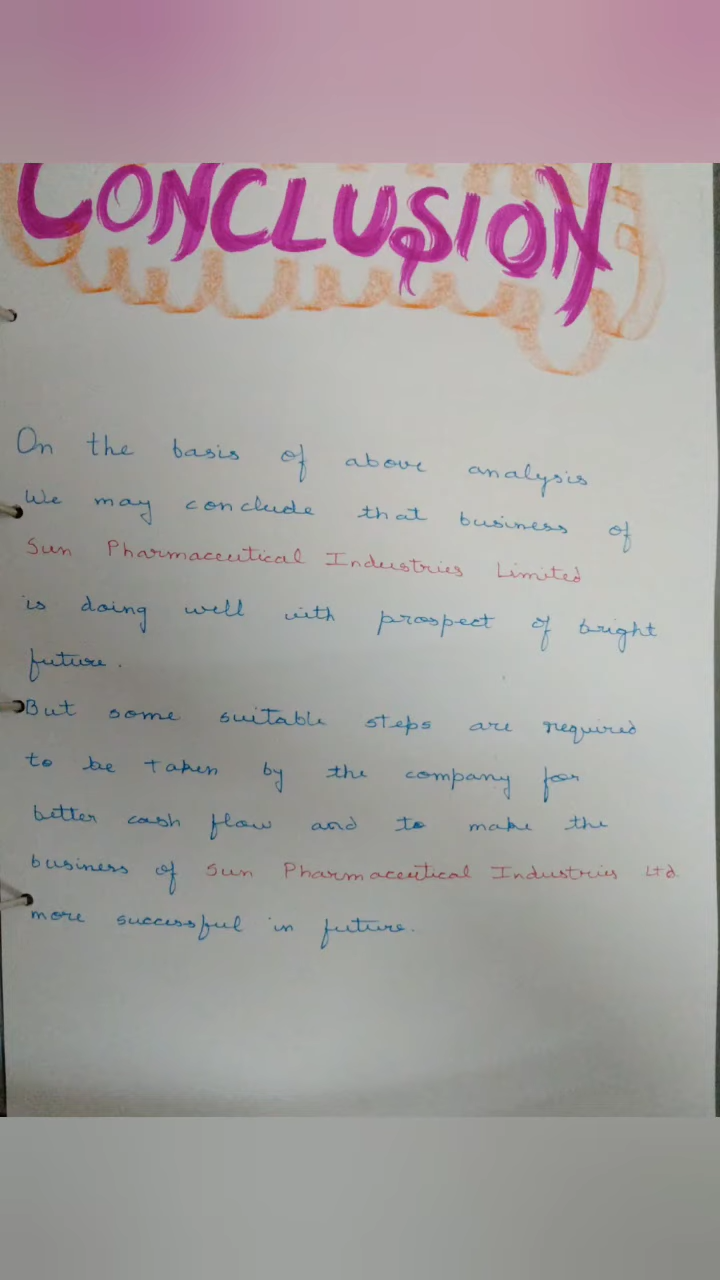 CONCLUSION
On the basis of above analysis
We may conclude that business of
Sun Pharmaceutical Industries Limited
is doing well with prospect of bright
future.
But some suitable steps are required
to be taken by the company for
better cash flow and to make the
business of Sun Pharmaceutical Industries Ltd
more successful in future.